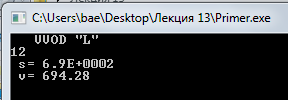 C:\Users\bae\Desktop\Лекция 13\Primer.exe
VVOD "L"
12
s= 6.9E+0002
v= 694.28